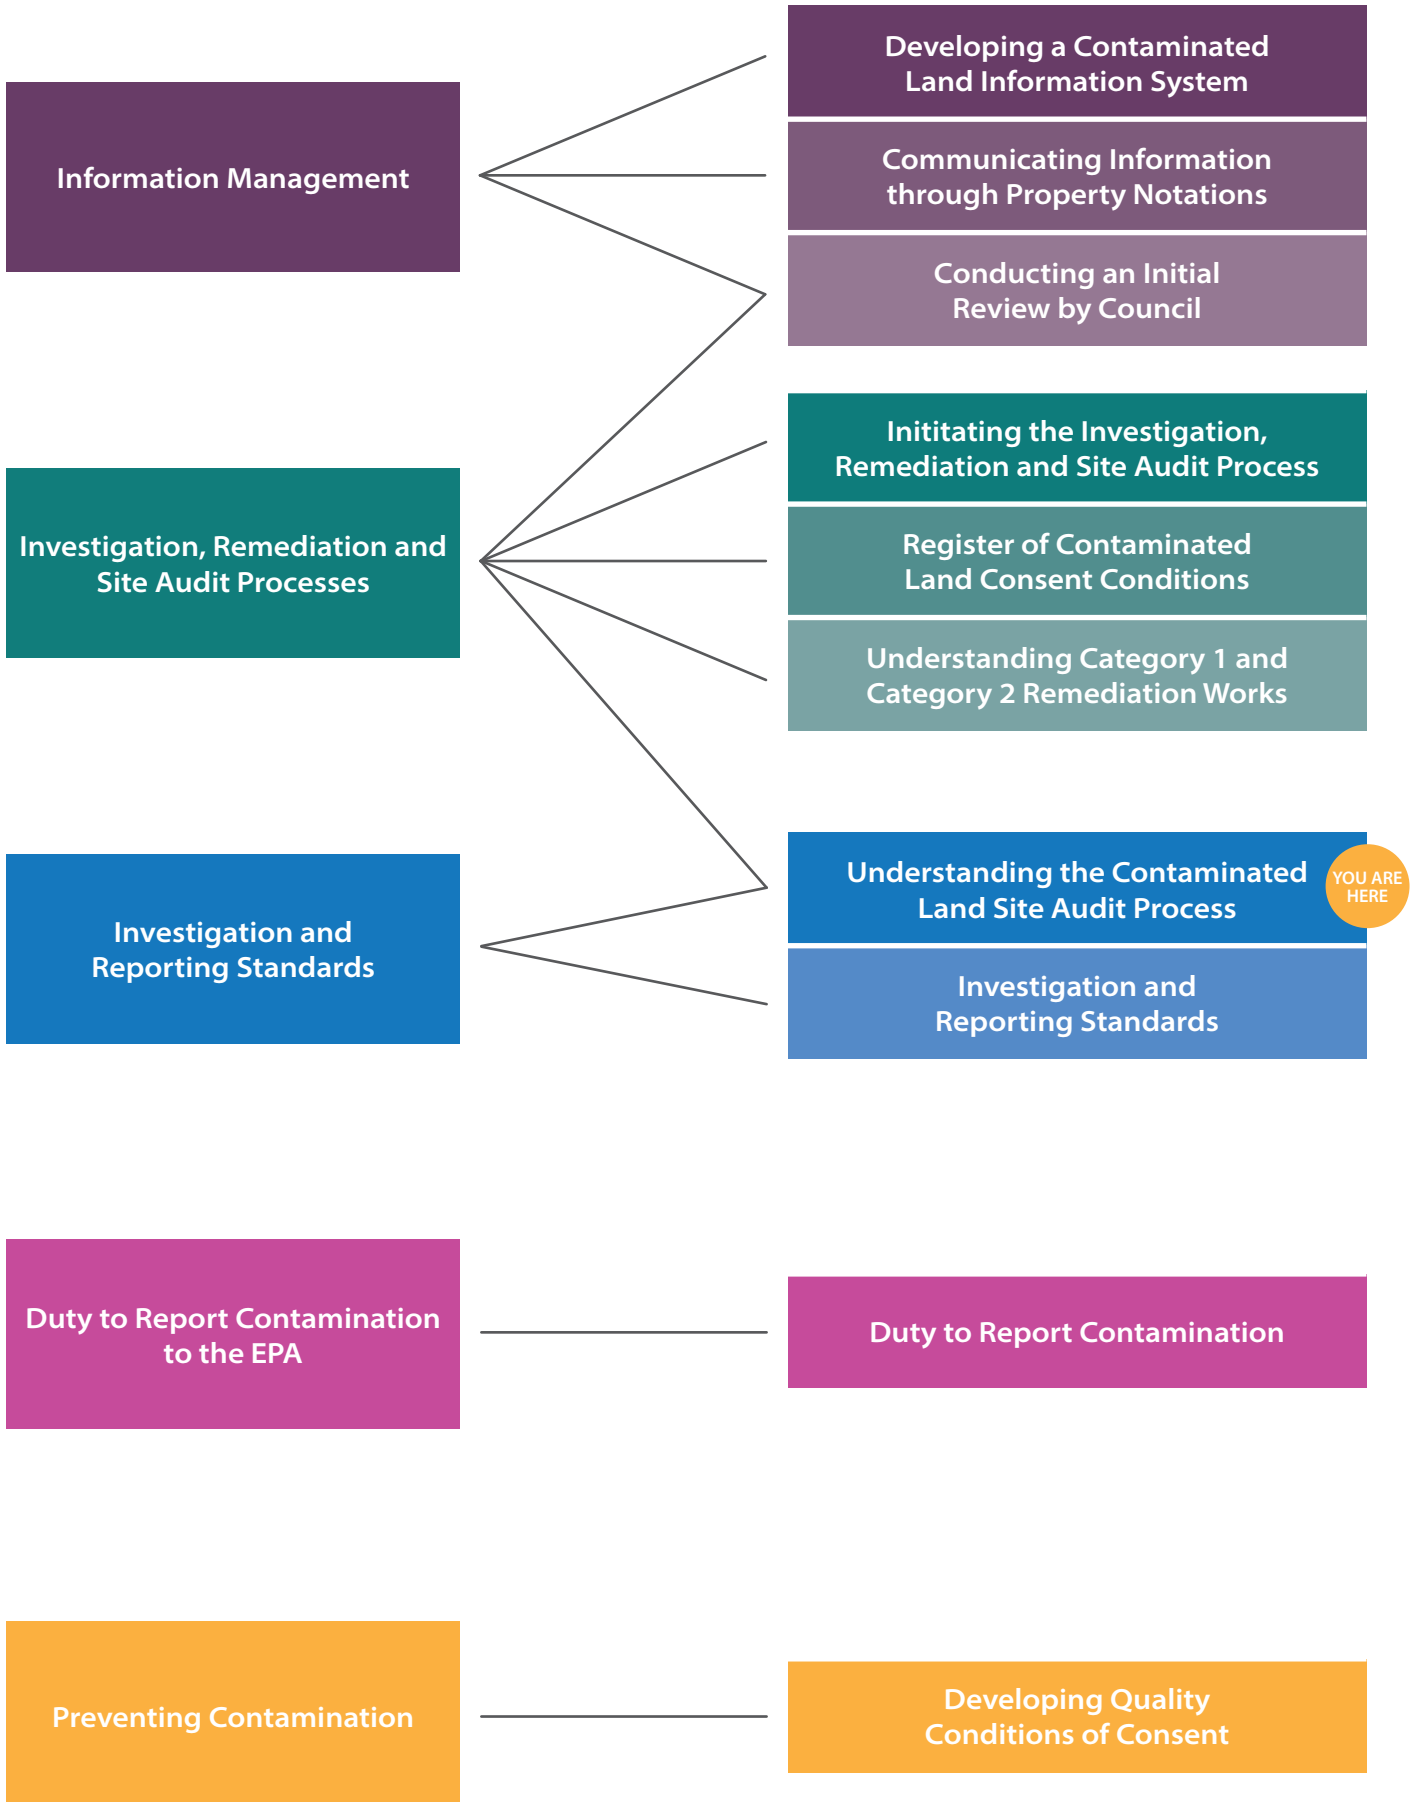 Information Management
Developing a Contaminated
Land Information System
Communicating Information
through Property Notations
Conducting an Initial
Review by Council
Investigation, Remediation and
Site Audit Processes
Inititating the Investigation,
Remediation and Site Audit Process
Register of Contaminated
Land Consent Conditions
Understanding Category 1 and
Category 2 Remediation Works
Investigation and
Reporting Standards
Understanding the Contaminated
Land Site Audit Process
YOU ARE
HERE
Investigation and
Reporting Standards
Duty to Report Contamination
to the EPA
Duty to Report Contamination
Preventing Contamination
Developing Quality
Conditions of Consent